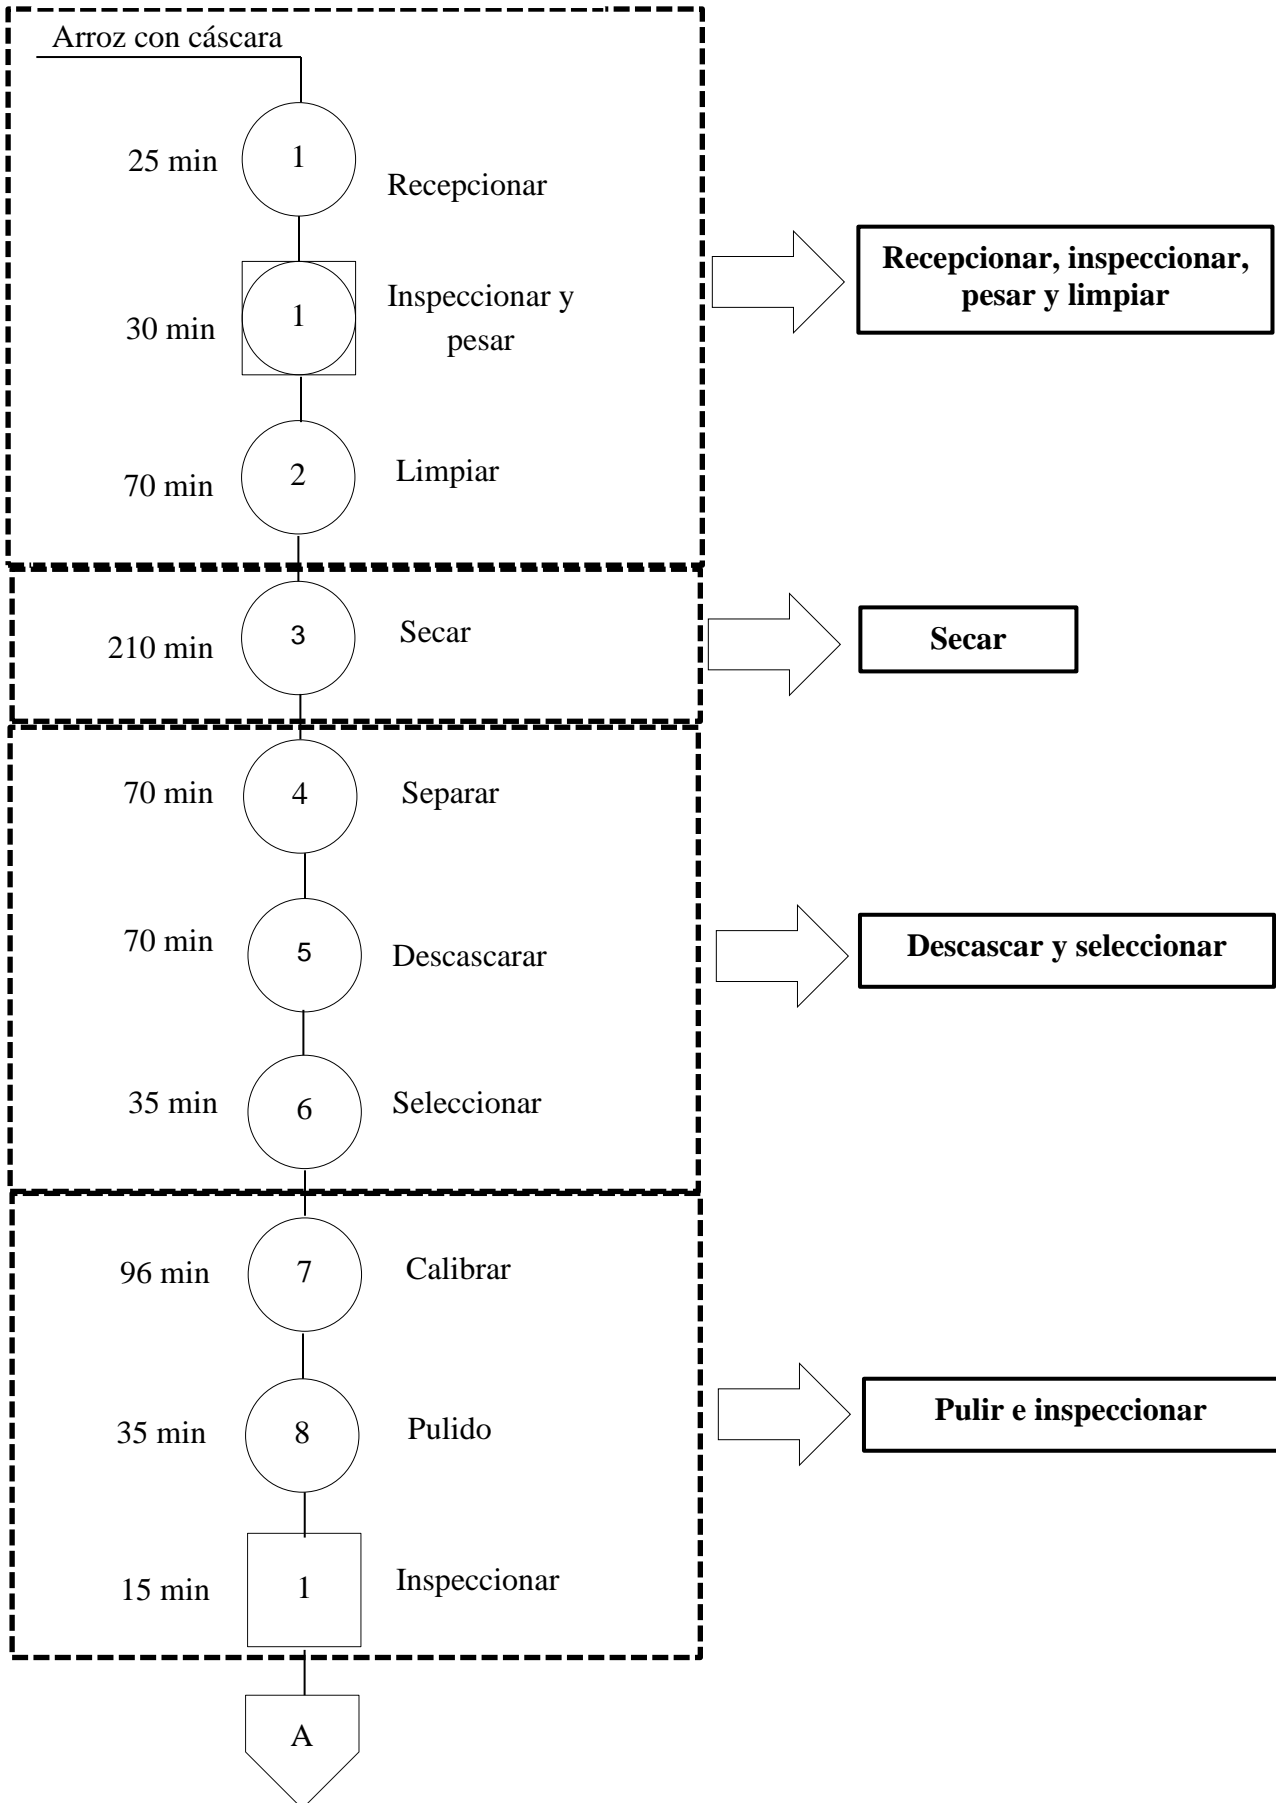 Arroz con cáscara
25 min
1
Recepcionar
30 min
1
Inspeccionar y
pesar
70 min
2
Limpiar
Recepcionar, inspeccionar,
pesar y limpiar
210 min
3
Secar
Secar
70 min
4
Separar
70 min
5
Descascarar
35 min
6
Seleccionar
Descascar y seleccionar
96 min
7
Calibrar
35 min
8
Pulido
15 min
1
Inspeccionar
Pulir e inspeccionar
A